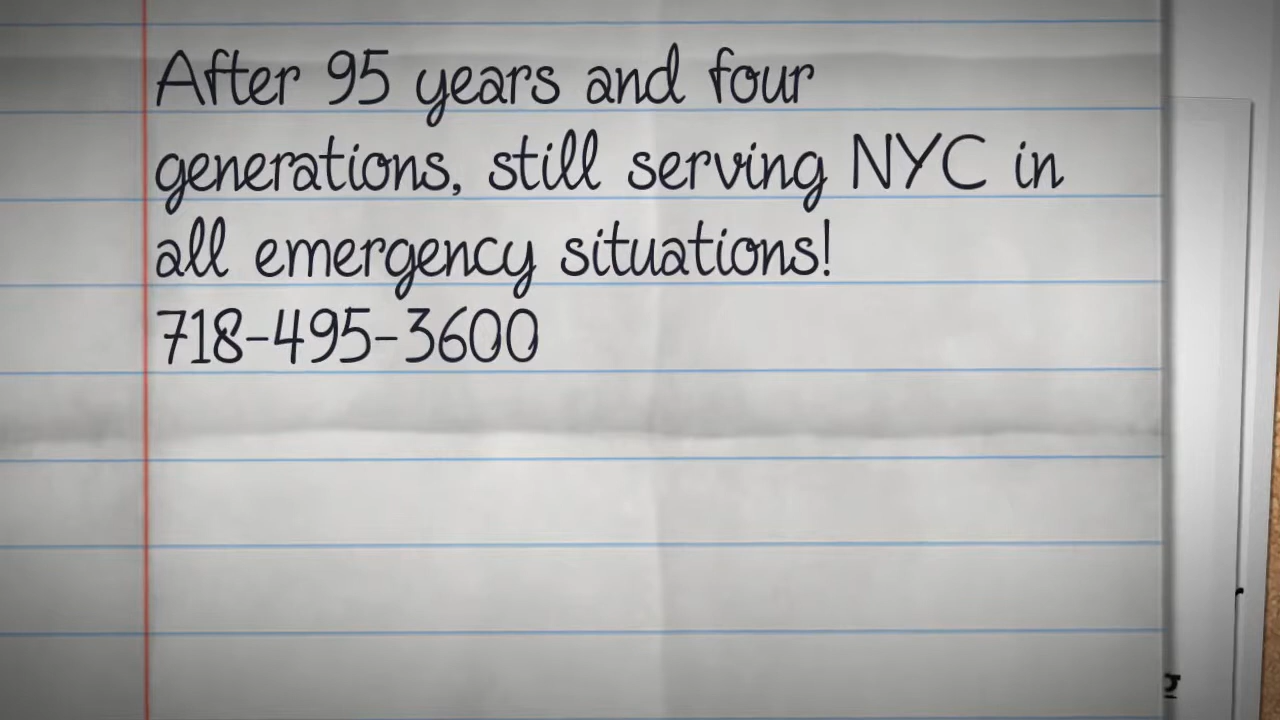 After 95 years and four
generations, still serving NYC in
all emergency situations!
718-495-3600